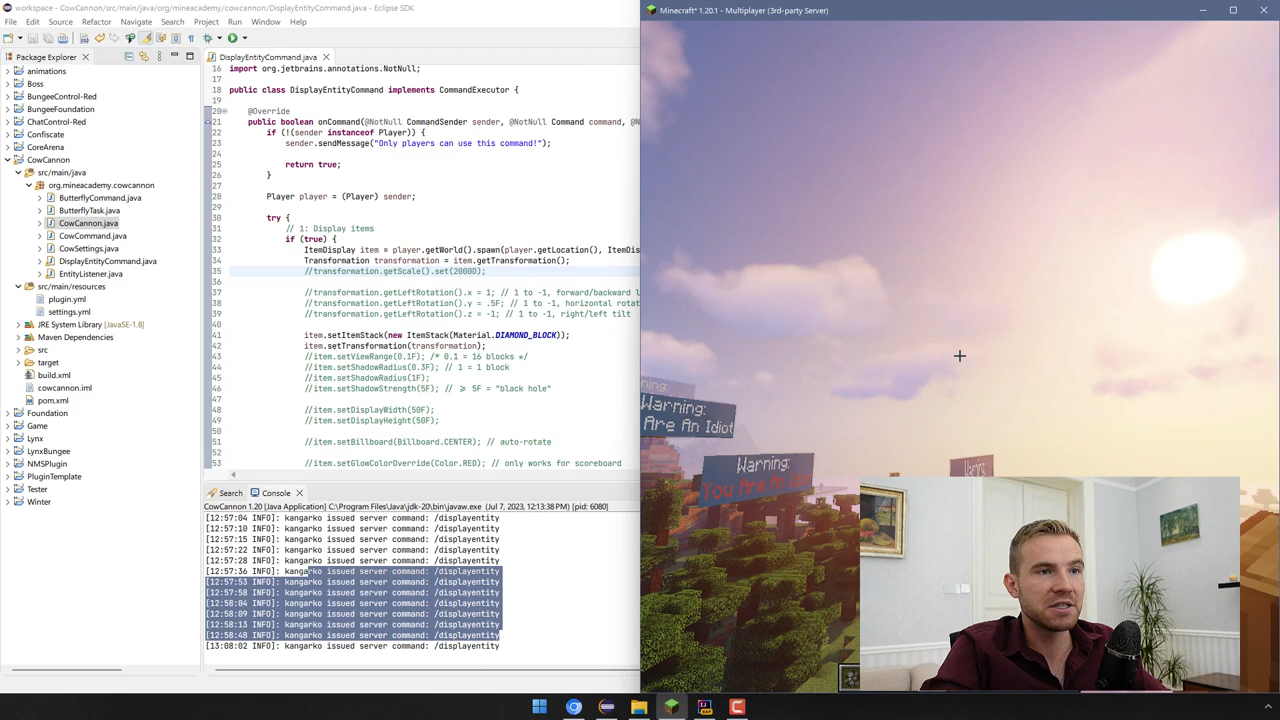 workspace - CowCannon/src/main/java/org/mineacademy/cowcannon/DisplayEntityCommand.java - Eclipse SDK
File Edit Source Refactor Navigate Search Project Run Window Help
Package Explorer
animations
Boss
BungeeControl-Red
BungeeFoundation
ChatControl-Red
Confiscate
CoreArena
CowCannon
src/main/java
org.mineacademy.cowcannon
ButterflyCommand.java
ButterflyTask.java
CowCannon.java
CowCommand.java
CowSettings.java
DisplayEntityCommand.java
EntityListener.java
src/main/resources
plugin.yml
settings.yml
JRE System Library [JavaSE-1.8]
Maven Dependencies
src
target
build.xml
cowcannon.iml
pom.xml
Foundation
Game
Lynx
LynxBungee
NMSPlugin
PluginTemplate
Tester
Winter
DisplayEntityCommand.java
16 import org.jetbrains.annotations.NotNull;
17
18 public class DisplayEntityCommand implements CommandExecutor {
19
20 @Override
21 public boolean onCommand(@NotNull CommandSender sender, @NotNull Command command, @N
22 if (!(sender instanceof Player)) {
23 sender.sendMessage("Only players can use this command!");
24
25 return true;
26 }
27
28 Player player = (Player) sender;
29
30 try {
31 // 1: Display items
32 if (true) {
33 ItemDisplay item = player.getWorld().spawn(player.getLocation(), ItemDis
34 Transformation transformation = item.getTransformation();
35 //transformation.getScale().set(2000D);
36
37 //transformation.getLeftRotation().x = 1; // 1 to -1, forward/backward l
38 //transformation.getLeftRotation().y = .5F; // 1 to -1, horizontal rota
39 //transformation.getLeftRotation().z = -1; // 1 to -1, right/left tilt
40
41 item.setItemStack(new ItemStack(Material.DIAMOND_BLOCK));
42 item.setTransformation(transformation);
43 //item.setViewRange(0.1F); /* 0.1 = 16 blocks */
44 //item.setShadowRadius(0.3F); // 1 = 1 block
45 //item.setShadowRadius(1F);
46 //item.setShadowStrength(5F); // ≥ 5F = "black hole"
47
48 //item.setDisplayWidth(50F);
49 //item.setDisplayHeight(50F);
50
51 //item.setBillboard(Billboard.CENTER); // auto-rotate
52
53 //item.setGlowColorOverride(Color.RED); // only works for scoreboard
Search Console
CowCannon 1.20 [Java Application] C:\Program Files\Java\jdk-20\bin\javaw.exe (Jul 7, 2023, 12:13:38 PM) [pid: 6080]
[12:57:04 INFO]: kangarko issued server command: /displayentity
[12:57:10 INFO]: kangarko issued server command: /displayentity
[12:57:15 INFO]: kangarko issued server command: /displayentity
[12:57:22 INFO]: kangarko issued server command: /displayentity
[12:57:28 INFO]: kangarko issued server command: /displayentity
[12:57:36 INFO]: kangarko issued server command: /displayentity
[12:57:53 INFO]: kangarko issued server command: /displayentity
[12:57:58 INFO]: kangarko issued server command: /displayentity
[12:58:04 INFO]: kangarko issued server command: /displayentity
[12:58:09 INFO]: kangarko issued server command: /displayentity
[12:58:13 INFO]: kangarko issued server command: /displayentity
[12:58:48 INFO]: kangarko issued server command: /displayentity
[13:08:02 INFO]: kangarko issued server command: /displayentity
Minecraft* 1.20.1 - Multiplayer (3rd-party Server)
ning:
Warning:
Are An Idiot
Warning:
You Are An Idiot